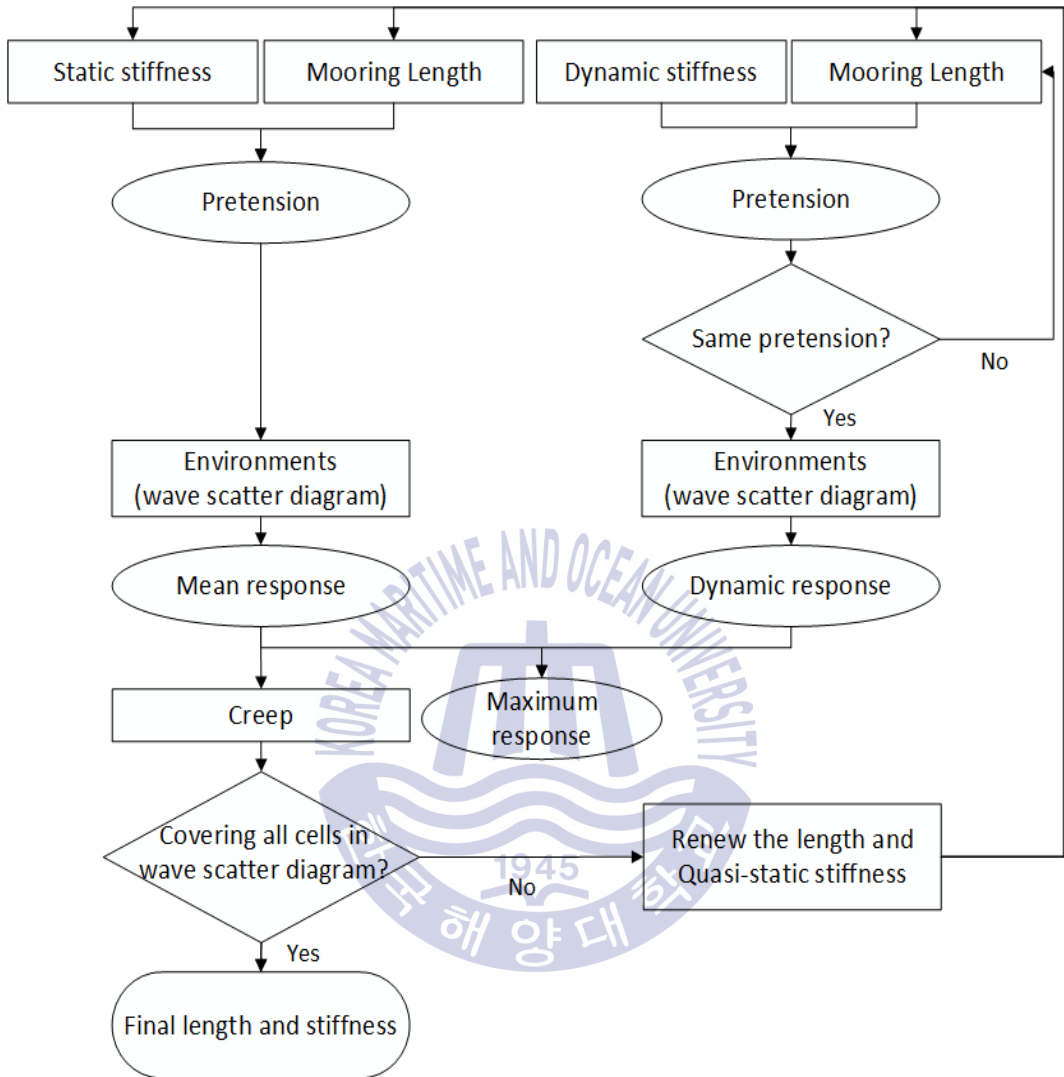 Static stiffness
Mooring Length
Dynamic stiffness
Mooring Length
Pretension
Pretension
Same pretension?
No
Yes
Environments
(wave scatter diagram)
Environments
(wave scatter diagram)
Mean response
Dynamic response
KOREA MARITIME AND OCEAN UNIVERSITY
Creep
Maximum
response
Covering all cells in
wave scatter diagram?
No
Renew the length and
Quasi-static stiffness
1945
국해양대학
Yes
Final length and stiffness